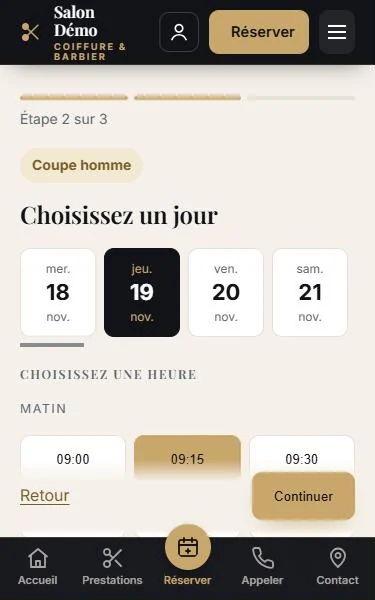 Salon
Démo
COIFFURE &
BARBIER
Réserver
Étape 2 sur 3
Coupe homme
Choisissez un jour
mer. jeu. ven. sam.
18 19 20 21
nov. nov. nov. nov.
CHOISISSEZ UNE HEURE
MATIN
09:00 09:15 09:30
Retour Continuer
Accueil Prestations Réserver Appeler Contact